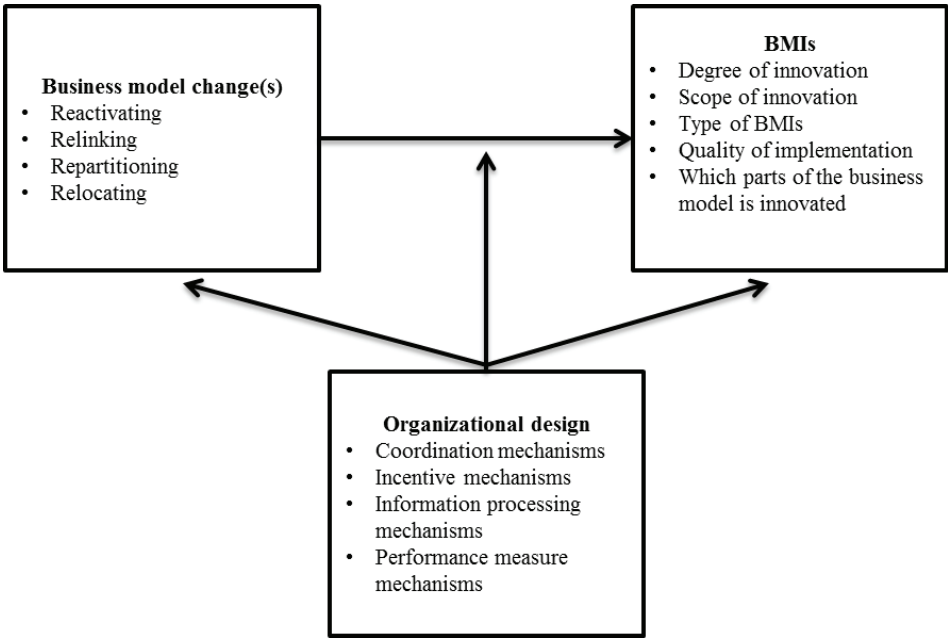 Business model change(s)
• Reactivating
• Relinking
• Repartitioning
• Relocating
BMIs
• Degree of innovation
• Scope of innovation
• Type of BMIs
• Quality of implementation
• Which parts of the business
model is innovated
Organizational design
• Coordination mechanisms
• Incentive mechanisms
• Information processing
mechanisms
• Performance measure
mechanisms